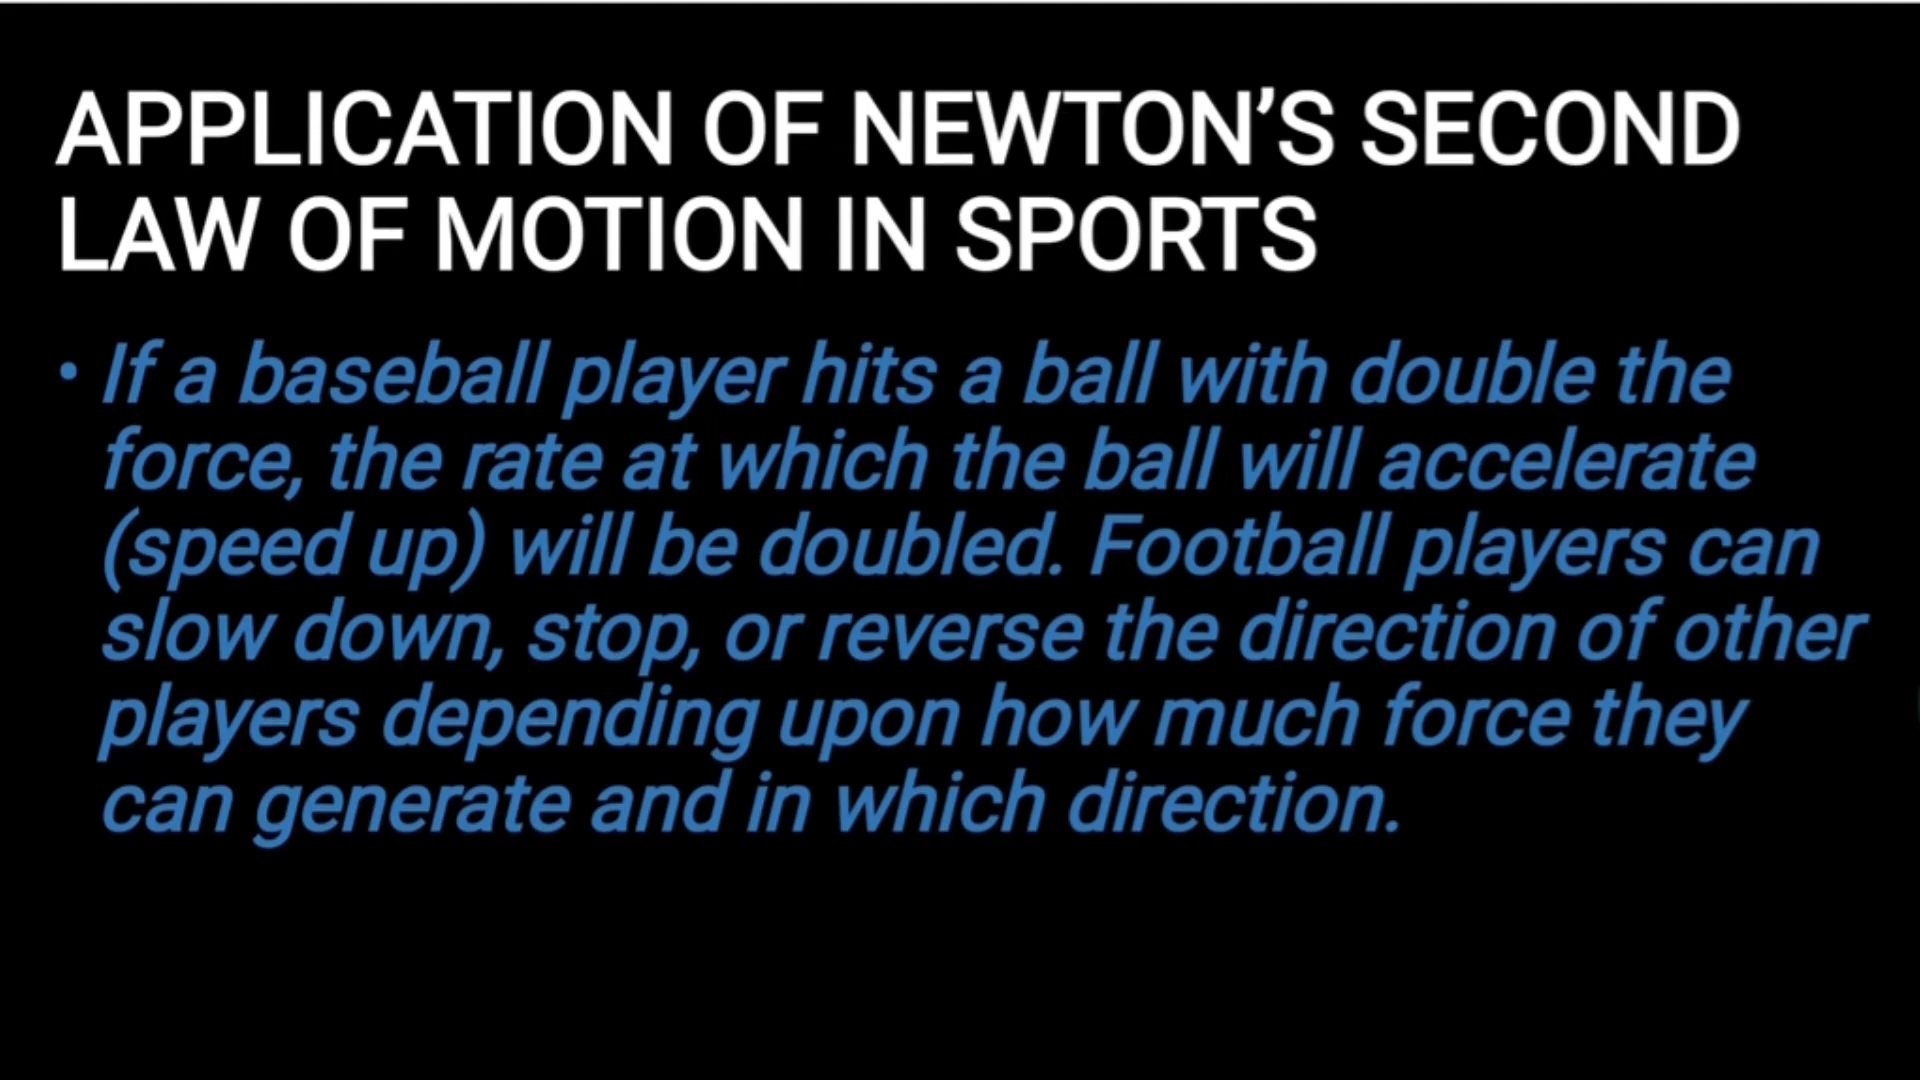 APPLICATION OF NEWTON’S SECOND
LAW OF MOTION IN SPORTS
• If a baseball player hits a ball with double the
force, the rate at which the ball will accelerate
(speed up) will be doubled. Football players can
slow down, stop, or reverse the direction of other
players depending upon how much force they
can generate and in which direction.